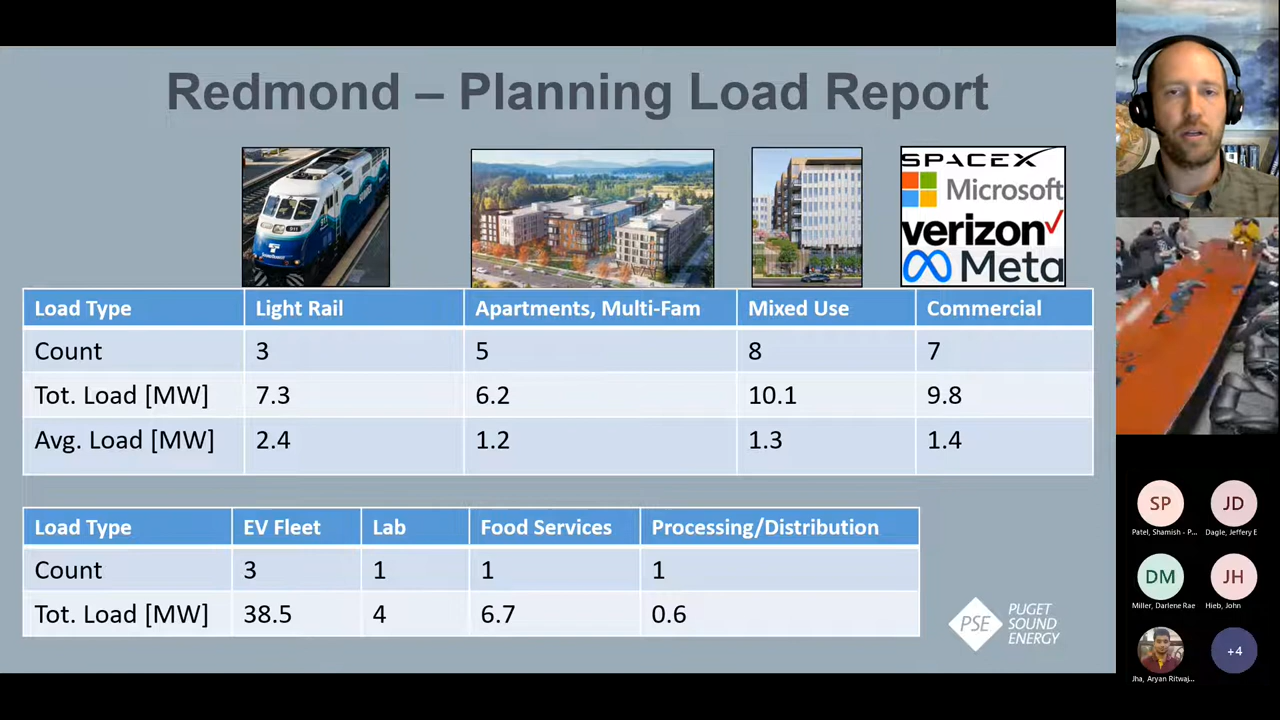 Redmond – Planning Load Report
SPACEX
Microsoft
verizon✓
Meta
Load Type Light Rail Apartments, Multi-Fam Mixed Use Commercial
Count 3 5 8 7
Tot. Load [MW] 7.3 6.2 10.1 9.8
Avg. Load [MW] 2.4 1.2 1.3 1.4
Load Type EV Fleet Lab Food Services Processing/Distribution
Count 3 1 1 1
Tot. Load [MW] 38.5 4 6.7 0.6
PSE
PUGET
SOUND
ENERGY
SP JD
Patel, Shamish - P... Dagle, Jeffery E
DM JH
Miller, Darlene Rae Hieb, John
+4
Jha, Aryan Ritwaj...